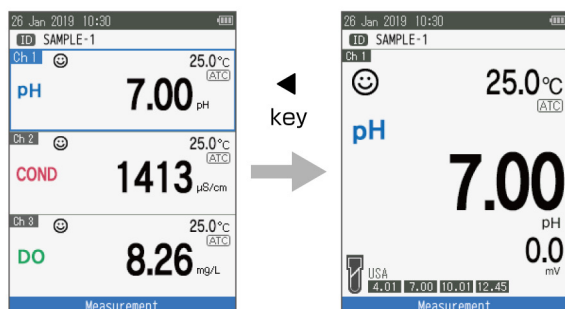 26 Jan 2019 10:30
ID SAMPLE-1
Ch 1 25.0°C
ATC
pH 7.00 pH
Ch 2 25.0°C
ATC
COND 1413 µS/cm
Ch 3 25.0°C
ATC
DO 8.26 mg/L
Measurement
◀
key
26 Jan 2019 10:30
ID SAMPLE-1
Ch 1
25.0°C
ATC
pH
7.00
pH
0.0
mV
USA
4.01 7.00 10.01 12.45
Measurement